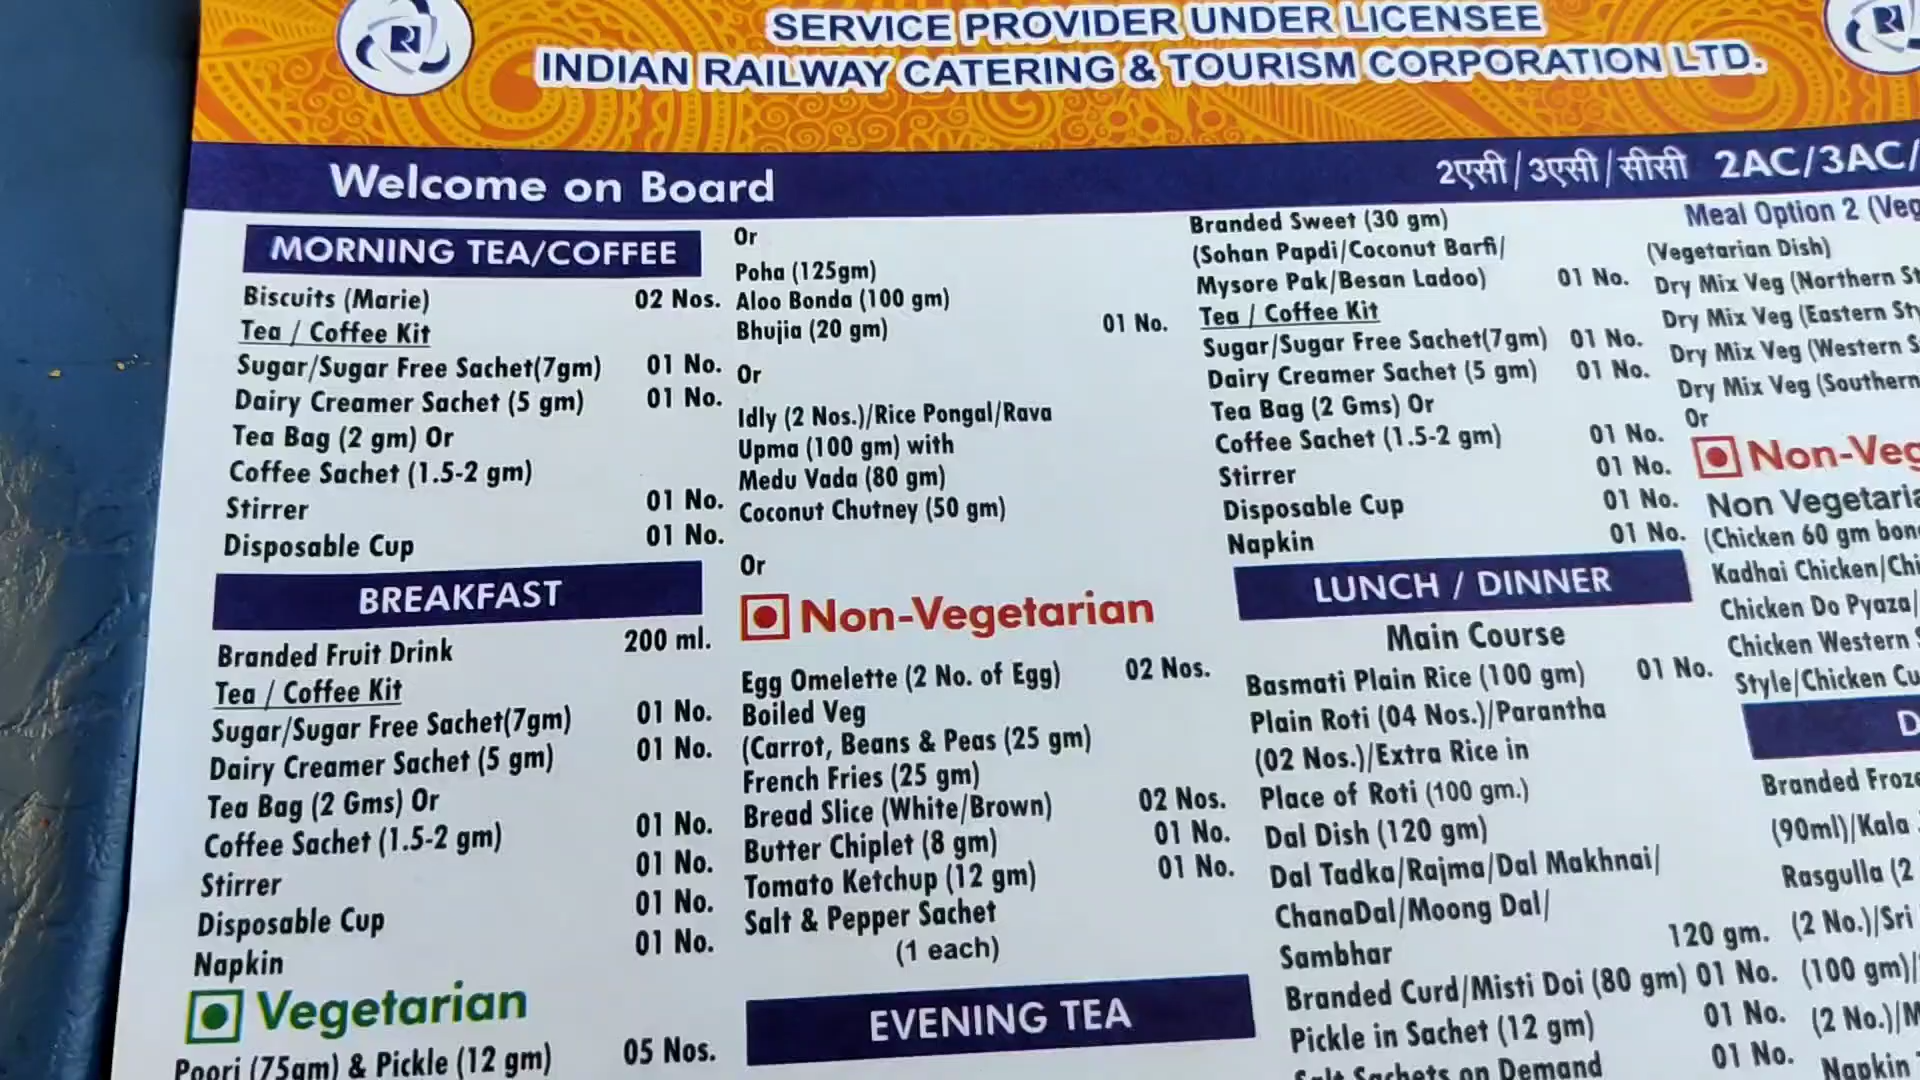 SERVICE PROVIDER UNDER LICENSEE
INDIAN RAILWAY CATERING & TOURISM CORPORATION LTD.
Welcome on Board
2एसी/3एसी/सीसी 2AC/3AC/
MORNING TEA/COFFEE
Biscuits (Marie) 02 Nos.
Tea / Coffee Kit
Sugar/Sugar Free Sachet(7gm) 01 No.
Dairy Creamer Sachet (5 gm) 01 No.
Tea Bag (2 gm) Or
Coffee Sachet (1.5-2 gm)
Stirrer 01 No.
Disposable Cup 01 No.
BREAKFAST
Branded Fruit Drink 200 ml.
Tea / Coffee Kit
Sugar/Sugar Free Sachet(7gm) 01 No.
Dairy Creamer Sachet (5 gm) 01 No.
Tea Bag (2 Gms) Or
Coffee Sachet (1.5-2 gm) 01 No.
Stirrer 01 No.
Disposable Cup 01 No.
Napkin 01 No.
Vegetarian
Poori (75gm) & Pickle (12 gm) 05 Nos.
Or
Poha (125gm)
Aloo Bonda (100 gm)
Bhujia (20 gm) 01 No.
Or
Idly (2 Nos.)/Rice Pongal/Rava
Upma (100 gm) with
Medu Vada (80 gm)
Coconut Chutney (50 gm)
Or
Non-Vegetarian
Egg Omelette (2 No. of Egg) 02 Nos.
Boiled Veg
(Carrot, Beans & Peas (25 gm)
French Fries (25 gm)
Bread Slice (White/Brown) 02 Nos.
Butter Chiplet (8 gm) 01 No.
Tomato Ketchup (12 gm) 01 No.
Salt & Pepper Sachet
(1 each)
EVENING TEA
Branded Sweet (30 gm)
(Sohan Papdi/Coconut Barfi/
Mysore Pak/Besan Ladoo) 01 No.
Tea / Coffee Kit
Sugar/Sugar Free Sachet(7gm) 01 No.
Dairy Creamer Sachet (5 gm) 01 No.
Tea Bag (2 Gms) Or
Coffee Sachet (1.5-2 gm) 01 No.
Stirrer 01 No.
Disposable Cup 01 No.
Napkin 01 No.
LUNCH / DINNER
Main Course
Basmati Plain Rice (100 gm) 01 No.
Plain Roti (04 Nos.)/Parantha
(02 Nos.)/Extra Rice in
Place of Roti (100 gm.)
Dal Dish (120 gm)
Dal Tadka/Rajma/Dal Makhnai/
ChanaDal/Moong Dal/
Sambhar 120 gm.
Branded Curd/Misti Doi (80 gm) 01 No.
Pickle in Sachet (12 gm) 01 No.
Salt Sachets on Demand 01 No.
Meal Option 2 (Veg
(Vegetarian Dish)
Dry Mix Veg (Northern St
Dry Mix Veg (Eastern Sty
Dry Mix Veg (Western S
Dry Mix Veg (Southern
Or
Non-Veg
Non Vegetaria
(Chicken 60 gm bon
Kadhai Chicken/Chi
Chicken Do Pyaza/
Chicken Western S
Style/Chicken Cu
D
Branded Froze
(90ml)/Kala
Rasgulla (2
(2 No.)/Sri
(100 gm)/
(2 No.)/M
Napkin